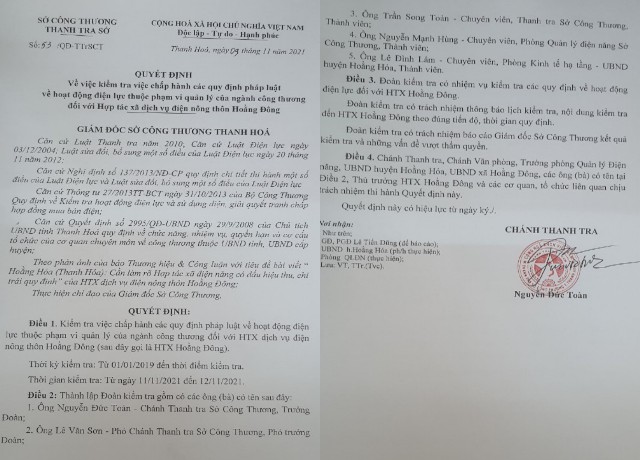 SỞ CÔNG THƯƠNG
THANH TRA SỞ
Số: 53 /QĐ-TTrSCT
CỘNG HOÀ XÃ HỘI CHỦ NGHĨA VIỆT NAM
Độc lập - Tự do - Hạnh phúc
Thanh Hoá, ngày 09 tháng 11 năm 2021
QUYẾT ĐỊNH
Về việc kiểm tra việc chấp hành các quy định pháp luật
về hoạt động điện lực thuộc phạm vi quản lý của ngành công thương
đối với Hợp tác xã dịch vụ điện nông thôn Hoằng Đông
GIÁM ĐỐC SỞ CÔNG THƯƠNG THANH HOÁ
Căn cứ Luật Thanh tra năm 2010; Căn cứ Luật Điện lực ngày
03/12/2004; Luật sửa đổi, bổ sung một số điều của Luật Điện lực ngày 20 tháng
11 năm 2012;
Căn cứ Nghị định số 137/2013/NĐ-CP quy định chi tiết thi hành một số
điều của Luật Điện lực và Luật sửa đổi, bổ sung một số điều của Luật Điện lực
Căn cứ Thông tư 27/2013TT-BCT ngày 31/10/2013 của Bộ Công Thương
Quy định về Kiểm tra hoạt động điện lực và sử dụng điện, giải quyết tranh chấp
hợp đồng mua bán điện;
Căn cứ Quyết định số 2995/QĐ-UBND ngày 29/9/2008 của Chủ tịch
UBND tỉnh Thanh Hoá quy định về chức năng, nhiệm vụ, quyền hạn và cơ cấu
tổ chức của cơ quan chuyên môn về công thương thuộc UBND tỉnh, UBND cấp
huyện;
Theo phản ánh của báo Thương hiệu & Công luận với tiêu đề bài viết "
Hoằng Hóa (Thanh Hóa): Cần làm rõ Hợp tác xã điện năng có dấu hiệu thu, chi
trái quy định" của HTX dịch vụ điện nông thôn Hoằng Đông;
Thực hiện chỉ đạo của Giám đốc Sở Công Thương,
QUYẾT ĐỊNH:
Điều 1. Kiểm tra việc chấp hành các quy định pháp luật về hoạt động điện
lực thuộc phạm vi quản lý của ngành công thương đối với HTX dịch vụ điện
nông thôn Hoằng Đông (sau đây gọi là HTX Hoằng Đông).
Thời kỳ kiểm tra: Từ 01/01/2019 đến thời điểm kiểm tra.
Thời gian kiểm tra: Từ ngày 11/11/2021 đến 12/11/2021.
Điều 2: Thành lập Đoàn kiểm tra gồm có các ông (bà) có tên sau đây:
1. Ông Nguyễn Đức Toàn - Chánh Thanh tra Sở Công Thương, Trưởng
Đoàn;
2. Ông Lê Văn Sơn - Phó Chánh Thanh tra Sở Công Thương, Phó trưởng
Đoàn;
3. Ông Trần Song Toàn - Chuyên viên, Thanh tra Sở Công Thương,
Thành viên;
4. Ông Nguyễn Mạnh Hùng - Chuyên viên, Phòng Quản lý điện năng Sở
Công Thương, Thành viên;
5. Ông Lê Đình Lâm - Chuyên viên, Phòng Kinh tế hạ tầng - UBND
huyện Hoằng Hóa, Thành viên.
Điều 3. Đoàn kiểm tra có nhiệm vụ kiểm tra các quy định về hoạt động
điện lực đối với HTX Hoằng Đông.
Đoàn kiểm tra có trách nhiệm thông báo lịch kiểm tra, nội dung kiểm tra
đến HTX Hoằng Đông theo đúng tiến độ, thời gian quy định.
Đoàn kiểm tra có trách nhiệm báo cáo Giám đốc Sở Công Thương kết quả
kiểm tra và những vấn đề vượt thẩm quyền.
Điều 4. Chánh Thanh tra, Chánh Văn phòng, Trưởng phòng Quản lý Điện
năng, UBND huyện Hoằng Hóa, UBND xã Hoằng Đông, các ông (bà) có tên tại
Điều 2, Thủ trưởng HTX Hoằng Đông và các cơ quan, tổ chức liên quan chịu
trách nhiệm thi hành Quyết định này.
Quyết định này có hiệu lực từ ngày ký./.
Nơi nhận:
Như trên;
GĐ, PGĐ Lê Tiến Dũng (để báo cáo);
UBND h.Hoằng Hóa (ph/h thực hiện);
Phòng QLĐN (thực hiện);
Lưu: VT, TTr.(Tvc).
CHÁNH THANH TRA
Nguyễn Đức Toàn